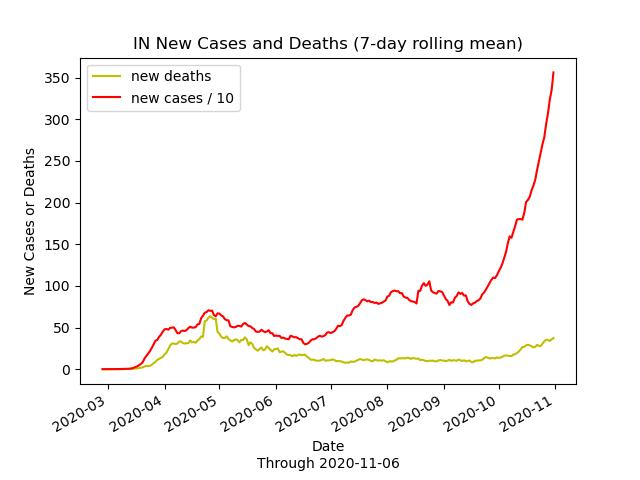 IN New Cases and Deaths (7-day rolling mean)
new deaths
new cases / 10
New Cases or Deaths
350
300
250
200
150
100
50
0
2020-03
2020-04
2020-05
2020-06
2020-07
2020-08
2020-09
2020-10
2020-11
Date
Through 2020-11-06